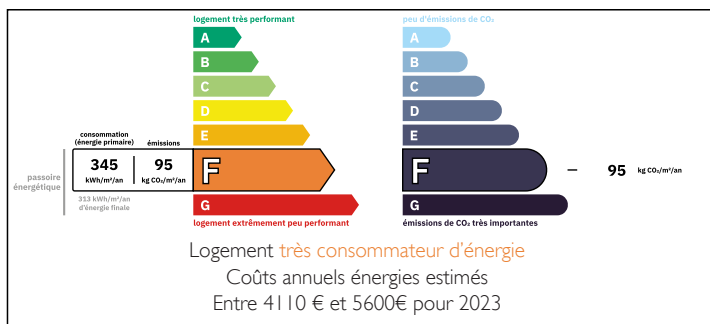 logement très performant
A
B
C
D
E
consommation
(énergie primaire)
émissions
345
kWh/m²/an
95
kg CO₂/m²/an
F
passoire
énergétique
313 kWh/m²/an
d'énergie finale
G
logement extrêmement peu performant
peu d'émissions de CO₂
A
B
C
D
E
F
95 kg CO₂/m²/an
G
émissions de CO₂ très importantes
Logement très consommateur d'énergie
Coûts annuels énergies estimés
Entre 4110 € et 5600€ pour 2023